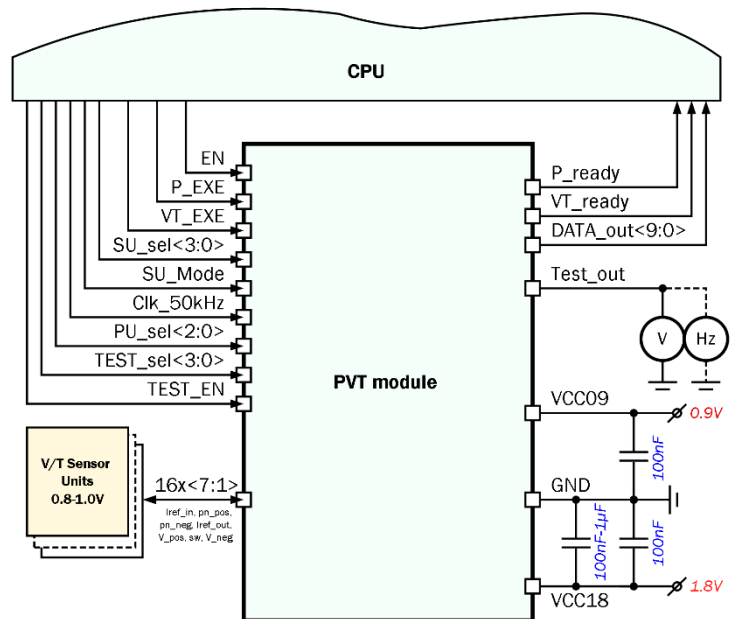 CPU
EN
P_EXE
VT_EXE
SU_sel<3:0>
SU_Mode
Clk_50kHz
PU_sel<2:0>
TEST_sel<3:0>
TEST_EN
P_ready
VT_ready
DATA_out<9:0>
Test_out
V
Hz
PVT module
VCC09
0.9V
100nF
GND
100nF-1µF
100nF
VCC18
1.8V
V/T Sensor
Units
0.8-1.0V
16x<7:1>
Iref_in, pn_pos,
pn_neg, Iref_out,
V_pos, sw, V_neg